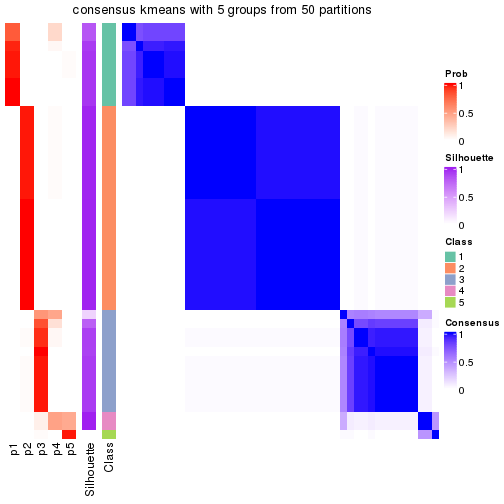 consensus kmeans with 5 groups from 50 partitions
Prob
1
0.5
0
Silhouette
1
0.5
0
Class
1
2
3
4
5
Consensus
1
0.5
0
p1
p2
p3
p4
p5
Silhouette
Class